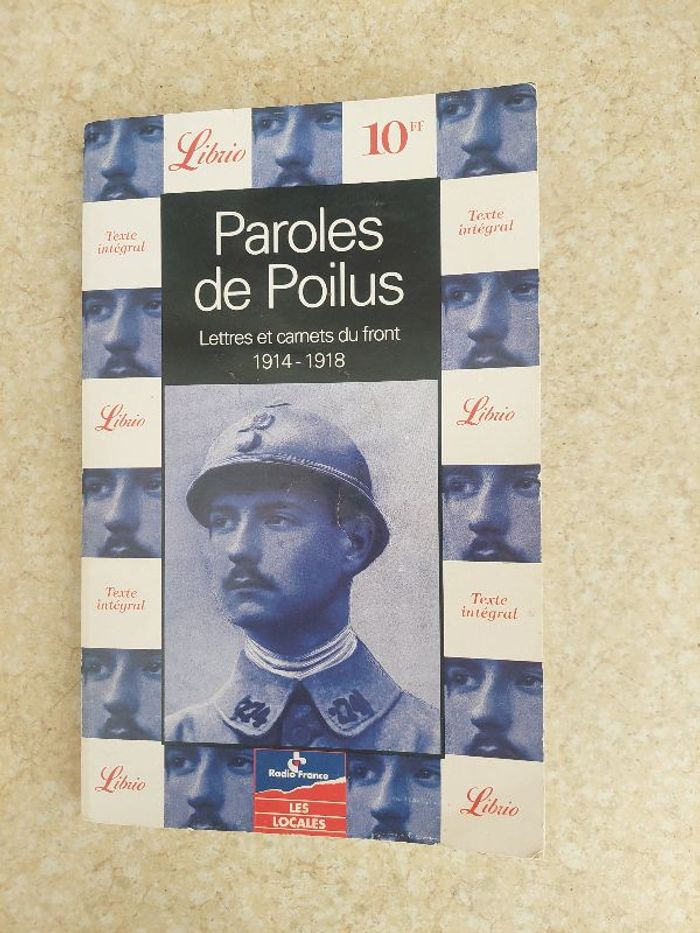 Librio
10FF
Texte
intégral
Texte
intégral
Paroles
de Poilus
Lettres et carnets du front
1914 - 1918
Librio
Librio
Texte
intégral
Texte
intégral
Librio
Radio France
LES
LOCALES
Librio